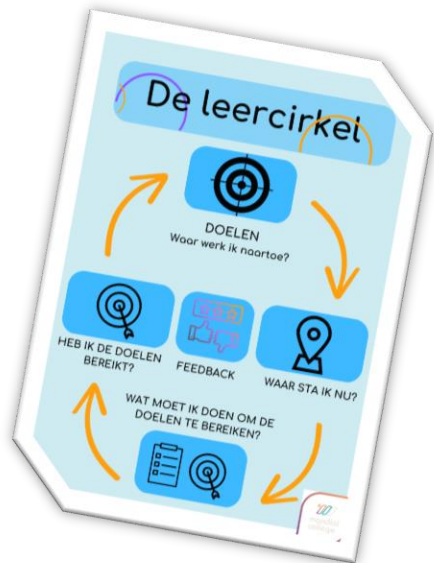 De leercirkel
DOELEN
Waar werk ik naartoe?
HEB IK DE DOELEN
BEREIKT?
FEEDBACK
WAAR STA IK NU?
WAT MOET IK DOEN OM DE
DOELEN TE BEREIKEN?